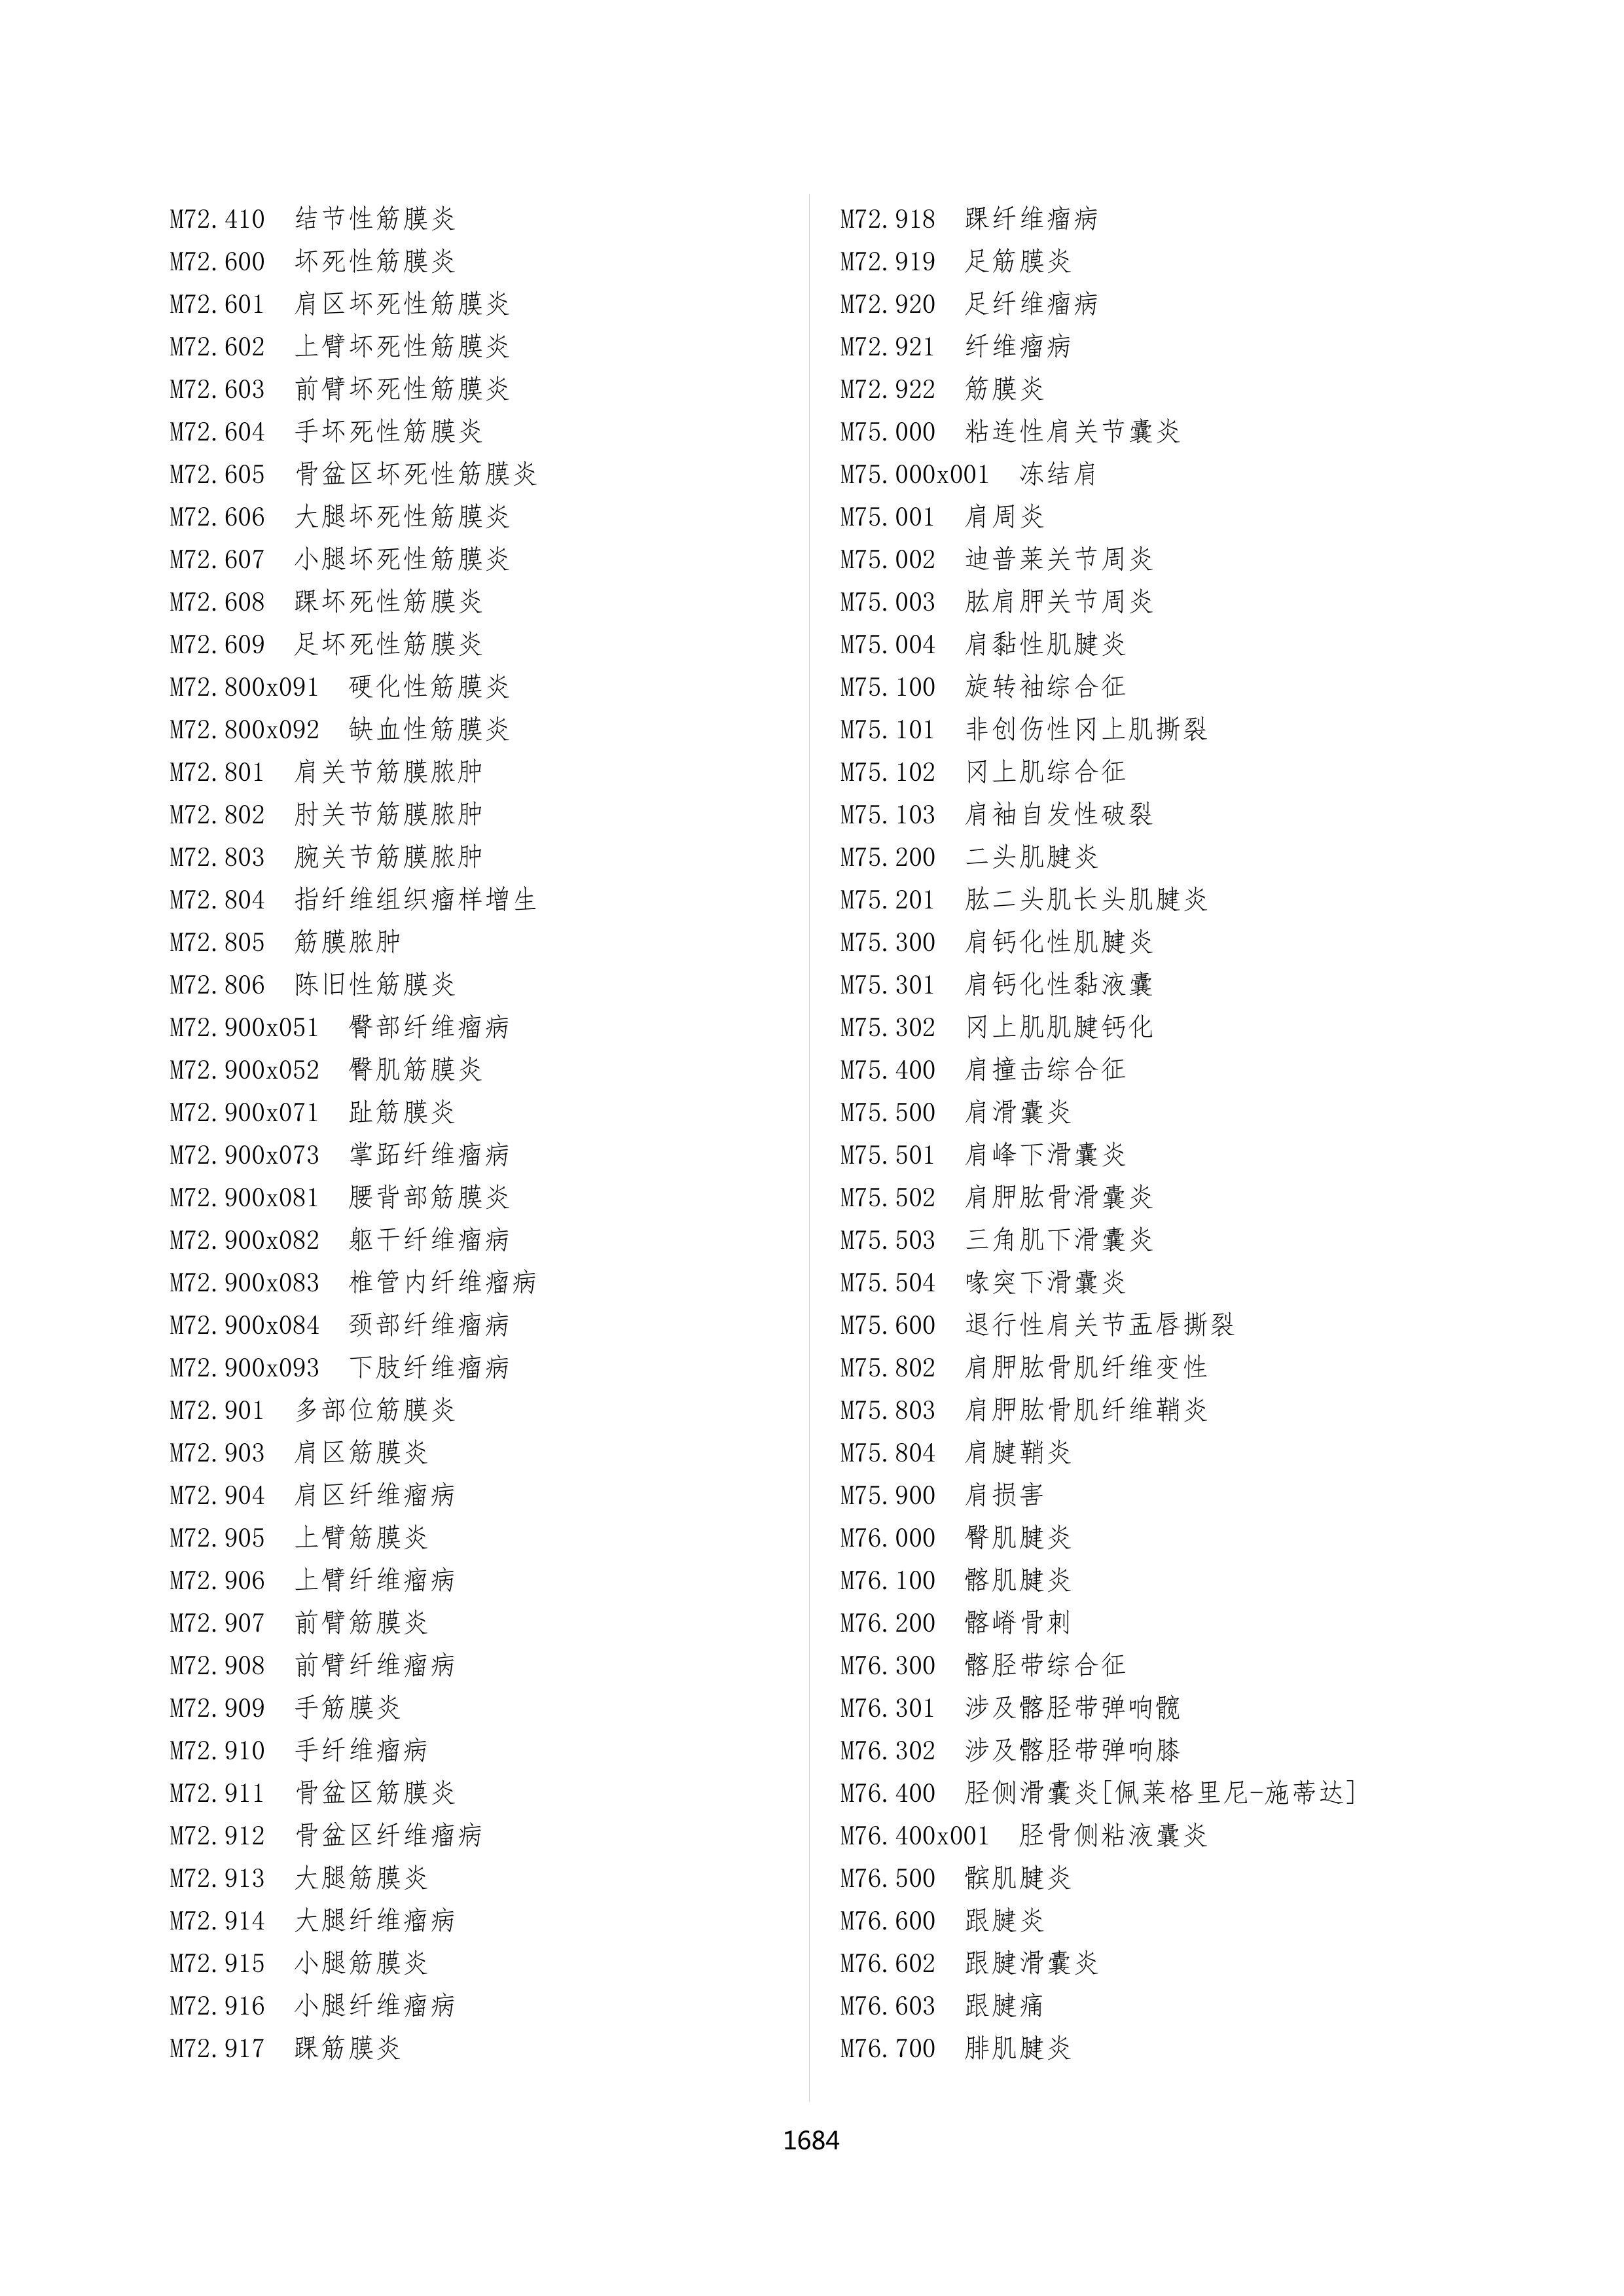 M72.410 结节性筋膜炎
M72.600 坏死性筋膜炎
M72.601 肩区坏死性筋膜炎
M72.602 上臂坏死性筋膜炎
M72.603 前臂坏死性筋膜炎
M72.604 手坏死性筋膜炎
M72.605 骨盆区坏死性筋膜炎
M72.606 大腿坏死性筋膜炎
M72.607 小腿坏死性筋膜炎
M72.608 踝坏死性筋膜炎
M72.609 足坏死性筋膜炎
M72.800x091 硬化性筋膜炎
M72.800x092 缺血性筋膜炎
M72.801 肩关节筋膜脓肿
M72.802 肘关节筋膜脓肿
M72.803 腕关节筋膜脓肿
M72.804 指纤维组织瘤样增生
M72.805 筋膜脓肿
M72.806 陈旧性筋膜炎
M72.900x051 臀部纤维瘤病
M72.900x052 臀肌筋膜炎
M72.900x071 趾筋膜炎
M72.900x073 掌跖纤维瘤病
M72.900x081 腰背部筋膜炎
M72.900x082 躯干纤维瘤病
M72.900x083 椎管内纤维瘤病
M72.900x084 颈部纤维瘤病
M72.900x093 下肢纤维瘤病
M72.901 多部位筋膜炎
M72.903 肩区筋膜炎
M72.904 肩区纤维瘤病
M72.905 上臂筋膜炎
M72.906 上臂纤维瘤病
M72.907 前臂筋膜炎
M72.908 前臂纤维瘤病
M72.909 手筋膜炎
M72.910 手纤维瘤病
M72.911 骨盆区筋膜炎
M72.912 骨盆区纤维瘤病
M72.913 大腿筋膜炎
M72.914 大腿纤维瘤病
M72.915 小腿筋膜炎
M72.916 小腿纤维瘤病
M72.917 踝筋膜炎
M72.918 踝纤维瘤病
M72.919 足筋膜炎
M72.920 足纤维瘤病
M72.921 纤维瘤病
M72.922 筋膜炎
M75.000 粘连性肩关节囊炎
M75.000x001 冻结肩
M75.001 肩周炎
M75.002 迪普莱关节周炎
M75.003 肱肩胛关节周炎
M75.004 肩黏性肌腱炎
M75.100 旋转袖综合征
M75.101 非创伤性冈上肌撕裂
M75.102 冈上肌综合征
M75.103 肩袖自发性破裂
M75.200 二头肌腱炎
M75.201 肱二头肌长头肌腱炎
M75.300 肩钙化性肌腱炎
M75.301 肩钙化性黏液囊
M75.302 冈上肌肌腱钙化
M75.400 肩撞击综合征
M75.500 肩滑囊炎
M75.501 肩峰下滑囊炎
M75.502 肩胛肱骨滑囊炎
M75.503 三角肌下滑囊炎
M75.504 喙突下滑囊炎
M75.600 退行性肩关节盂唇撕裂
M75.802 肩胛肱骨肌纤维变性
M75.803 肩胛肱骨肌纤维鞘炎
M75.804 肩腱鞘炎
M75.900 肩损害
M76.000 臀肌腱炎
M76.100 髂肌腱炎
M76.200 髂嵴骨刺
M76.300 髂胫带综合征
M76.301 涉及髂胫带弹响髋
M76.302 涉及髂胫带弹响膝
M76.400 胫侧滑囊炎[佩莱格里尼-施蒂达]
M76.400x001 胫骨侧粘液囊炎
M76.500 髌肌腱炎
M76.600 跟腱炎
M76.602 跟腱滑囊炎
M76.603 跟腱痛
M76.700 腓肌腱炎
1684